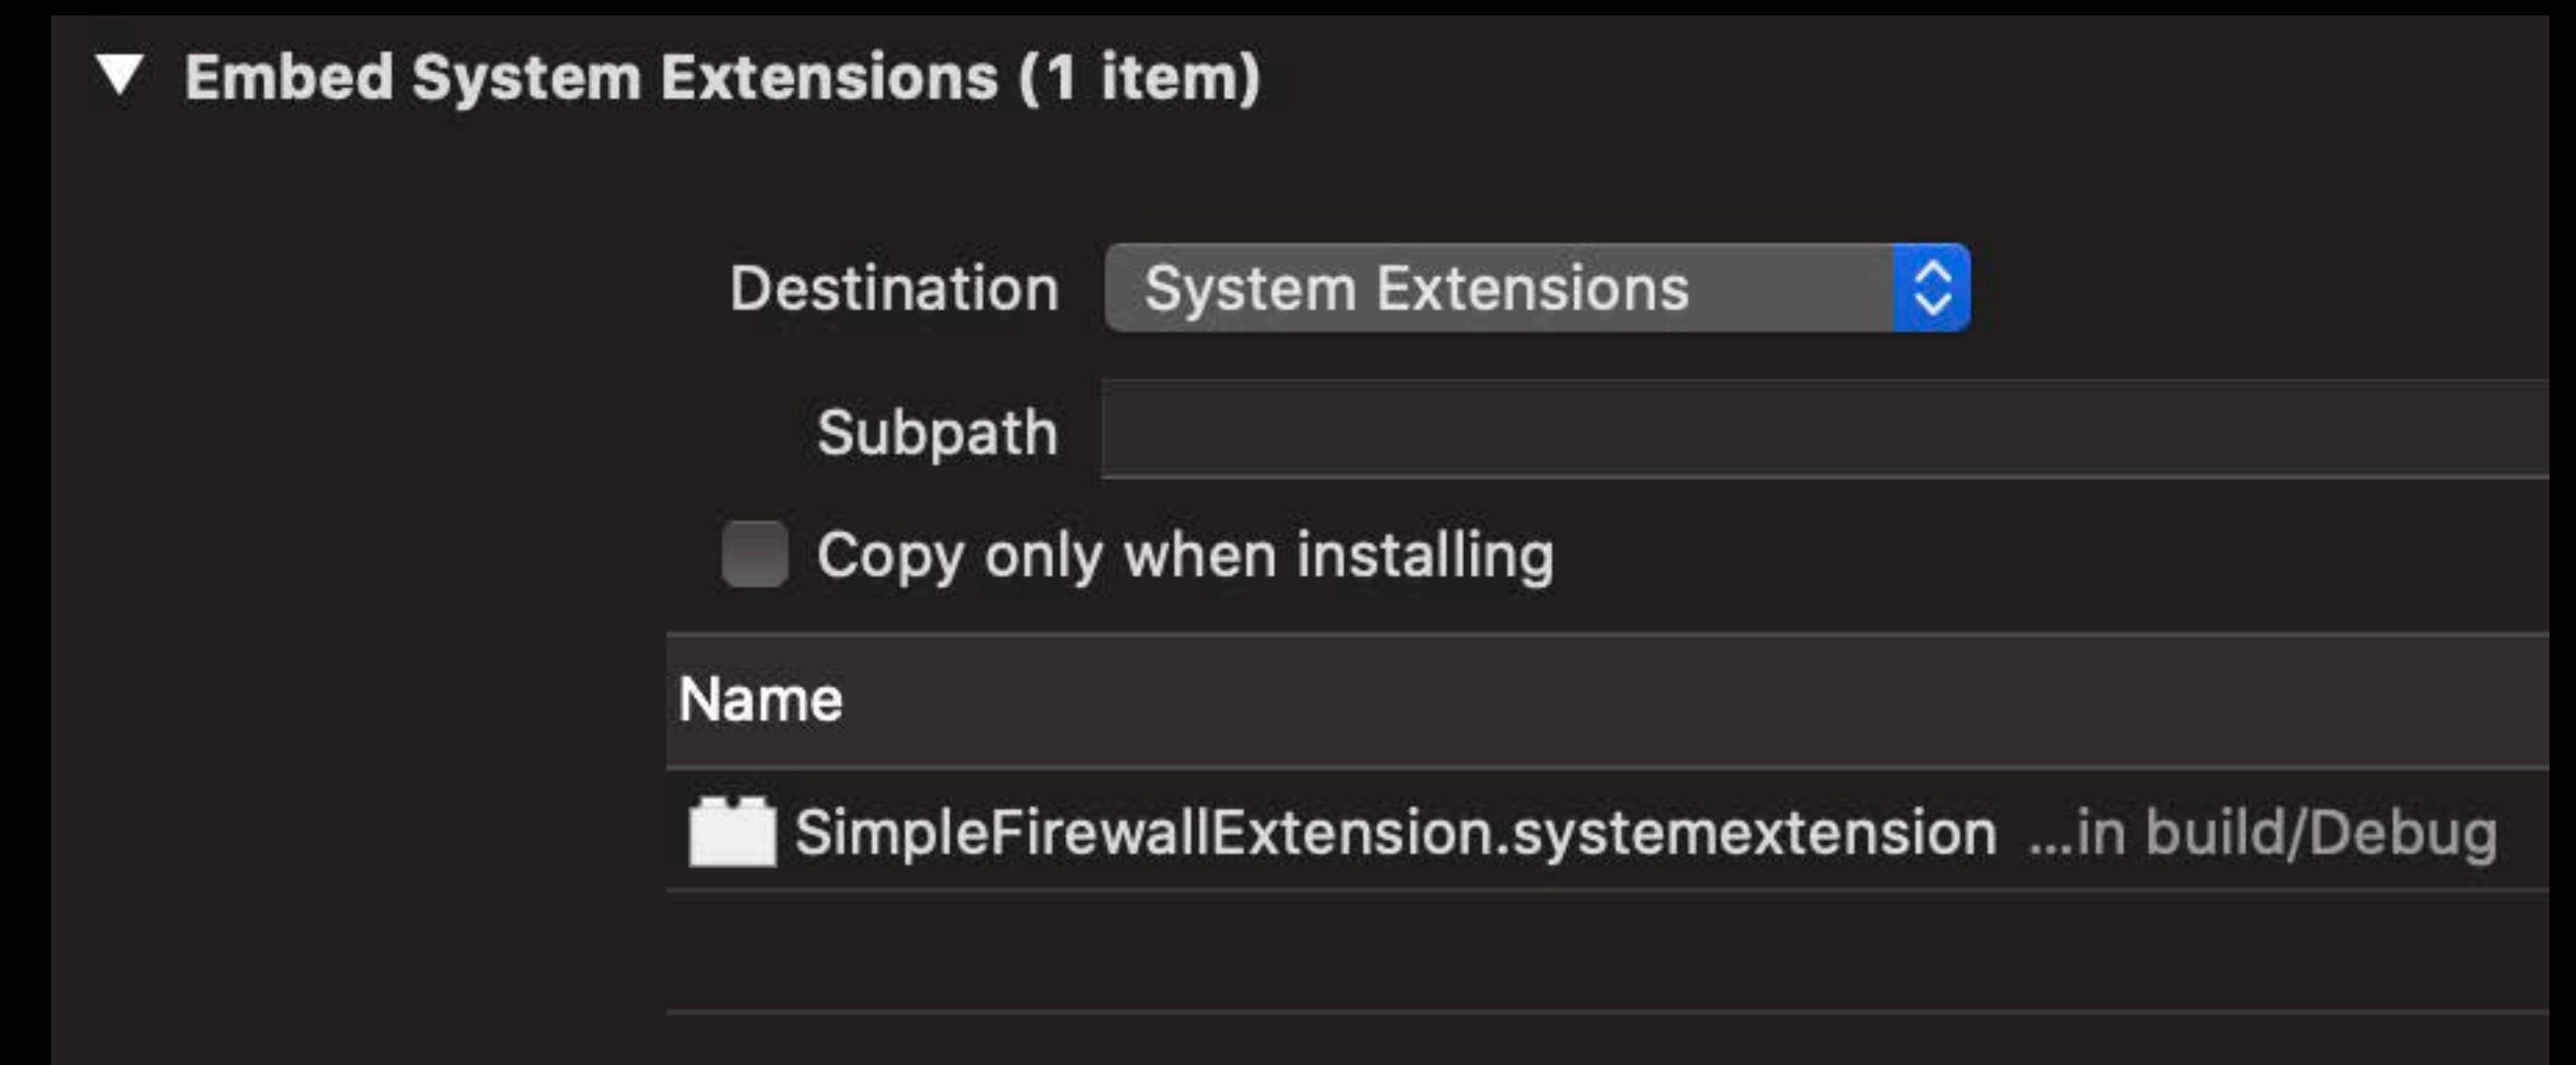 Embed System Extensions (1 item)
Destination System Extensions
Subpath
Copy only when installing
Name
SimpleFirewallExtension.systemextension ...in build/Debug